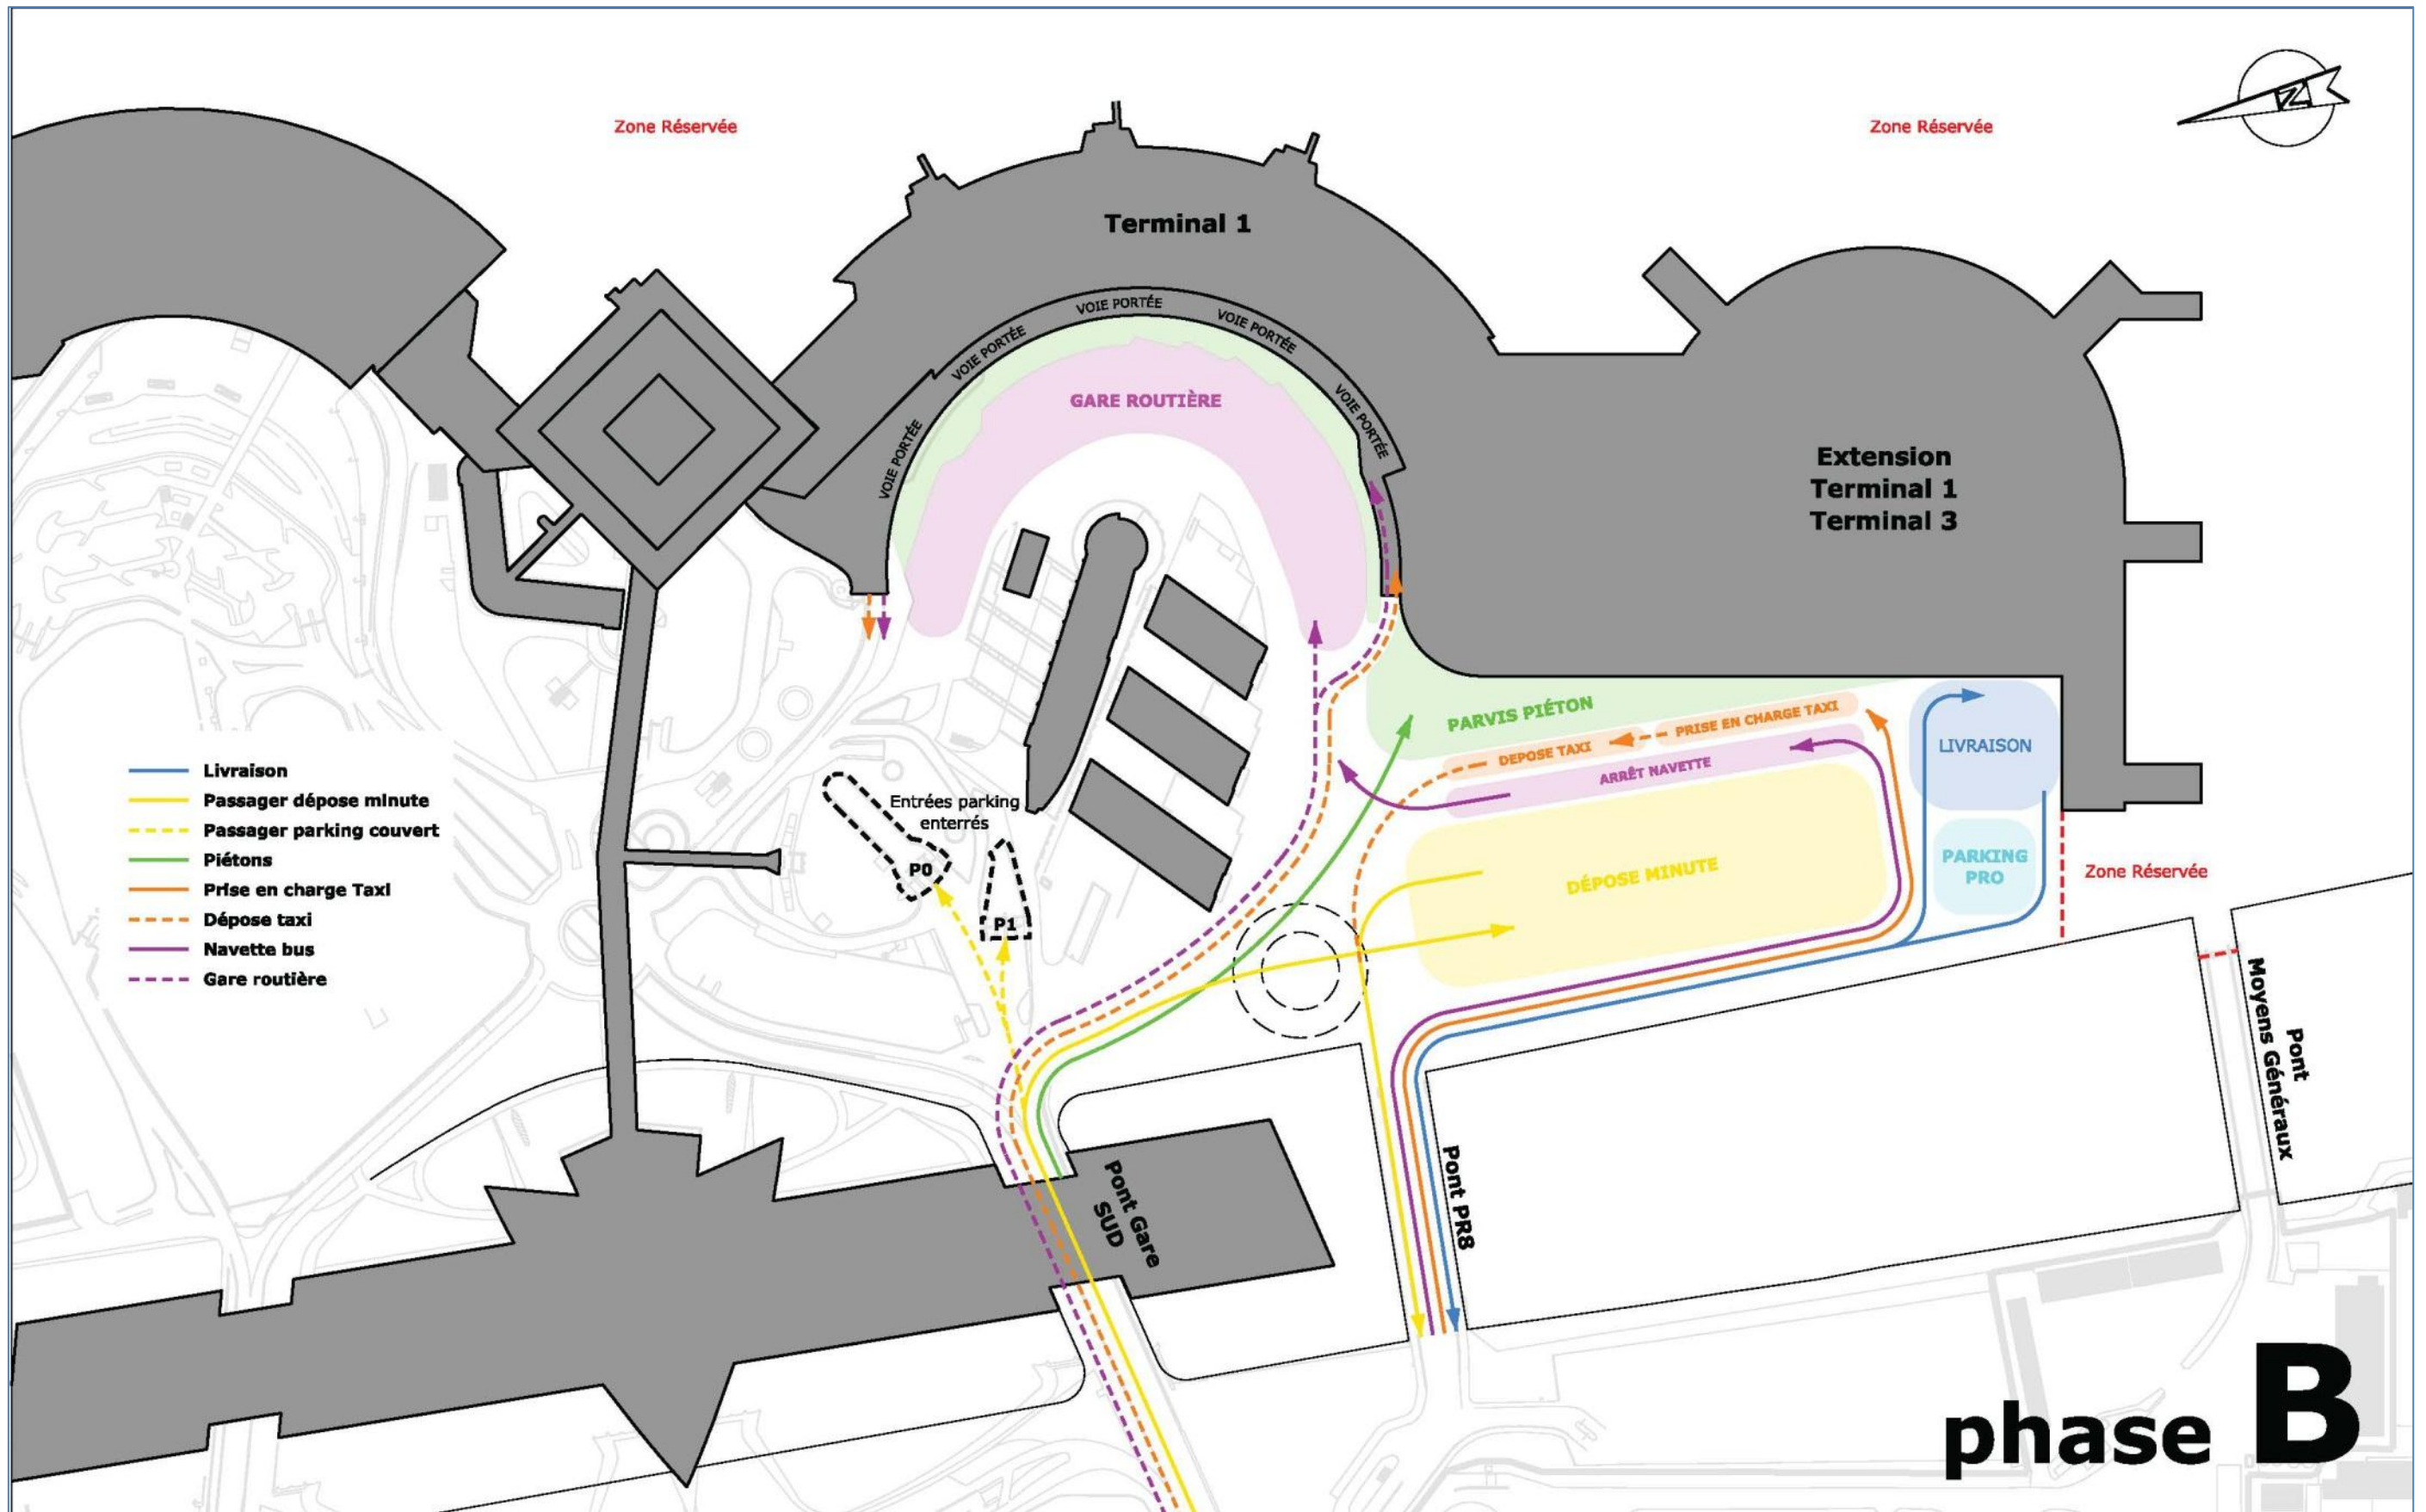 Zone Réservée
Zone Réservée
N
Terminal 1
VOIE PORTÉE
VOIE PORTÉE
VOIE PORTÉE
VOIE PORTÉE
VOIE PORTÉE
GARE ROUTIÈRE
Extension
Terminal 1
Terminal 3
PARVIS PIÉTON
PRISE EN CHARGE TAXI
DEPOSE TAXI
ARRÊT NAVETTE
LIVRAISON
DÉPOSE MINUTE
PARKING
PRO
Zone Réservée
Entrées parking
enterrés
P0
P1
Livraison
Passager dépose minute
Passager parking couvert
Piétons
Prise en charge Taxi
Dépose taxi
Navette bus
Gare routière
Pont Gare
SUD
Pont PR8
Pont
Moyens Généraux
phase B